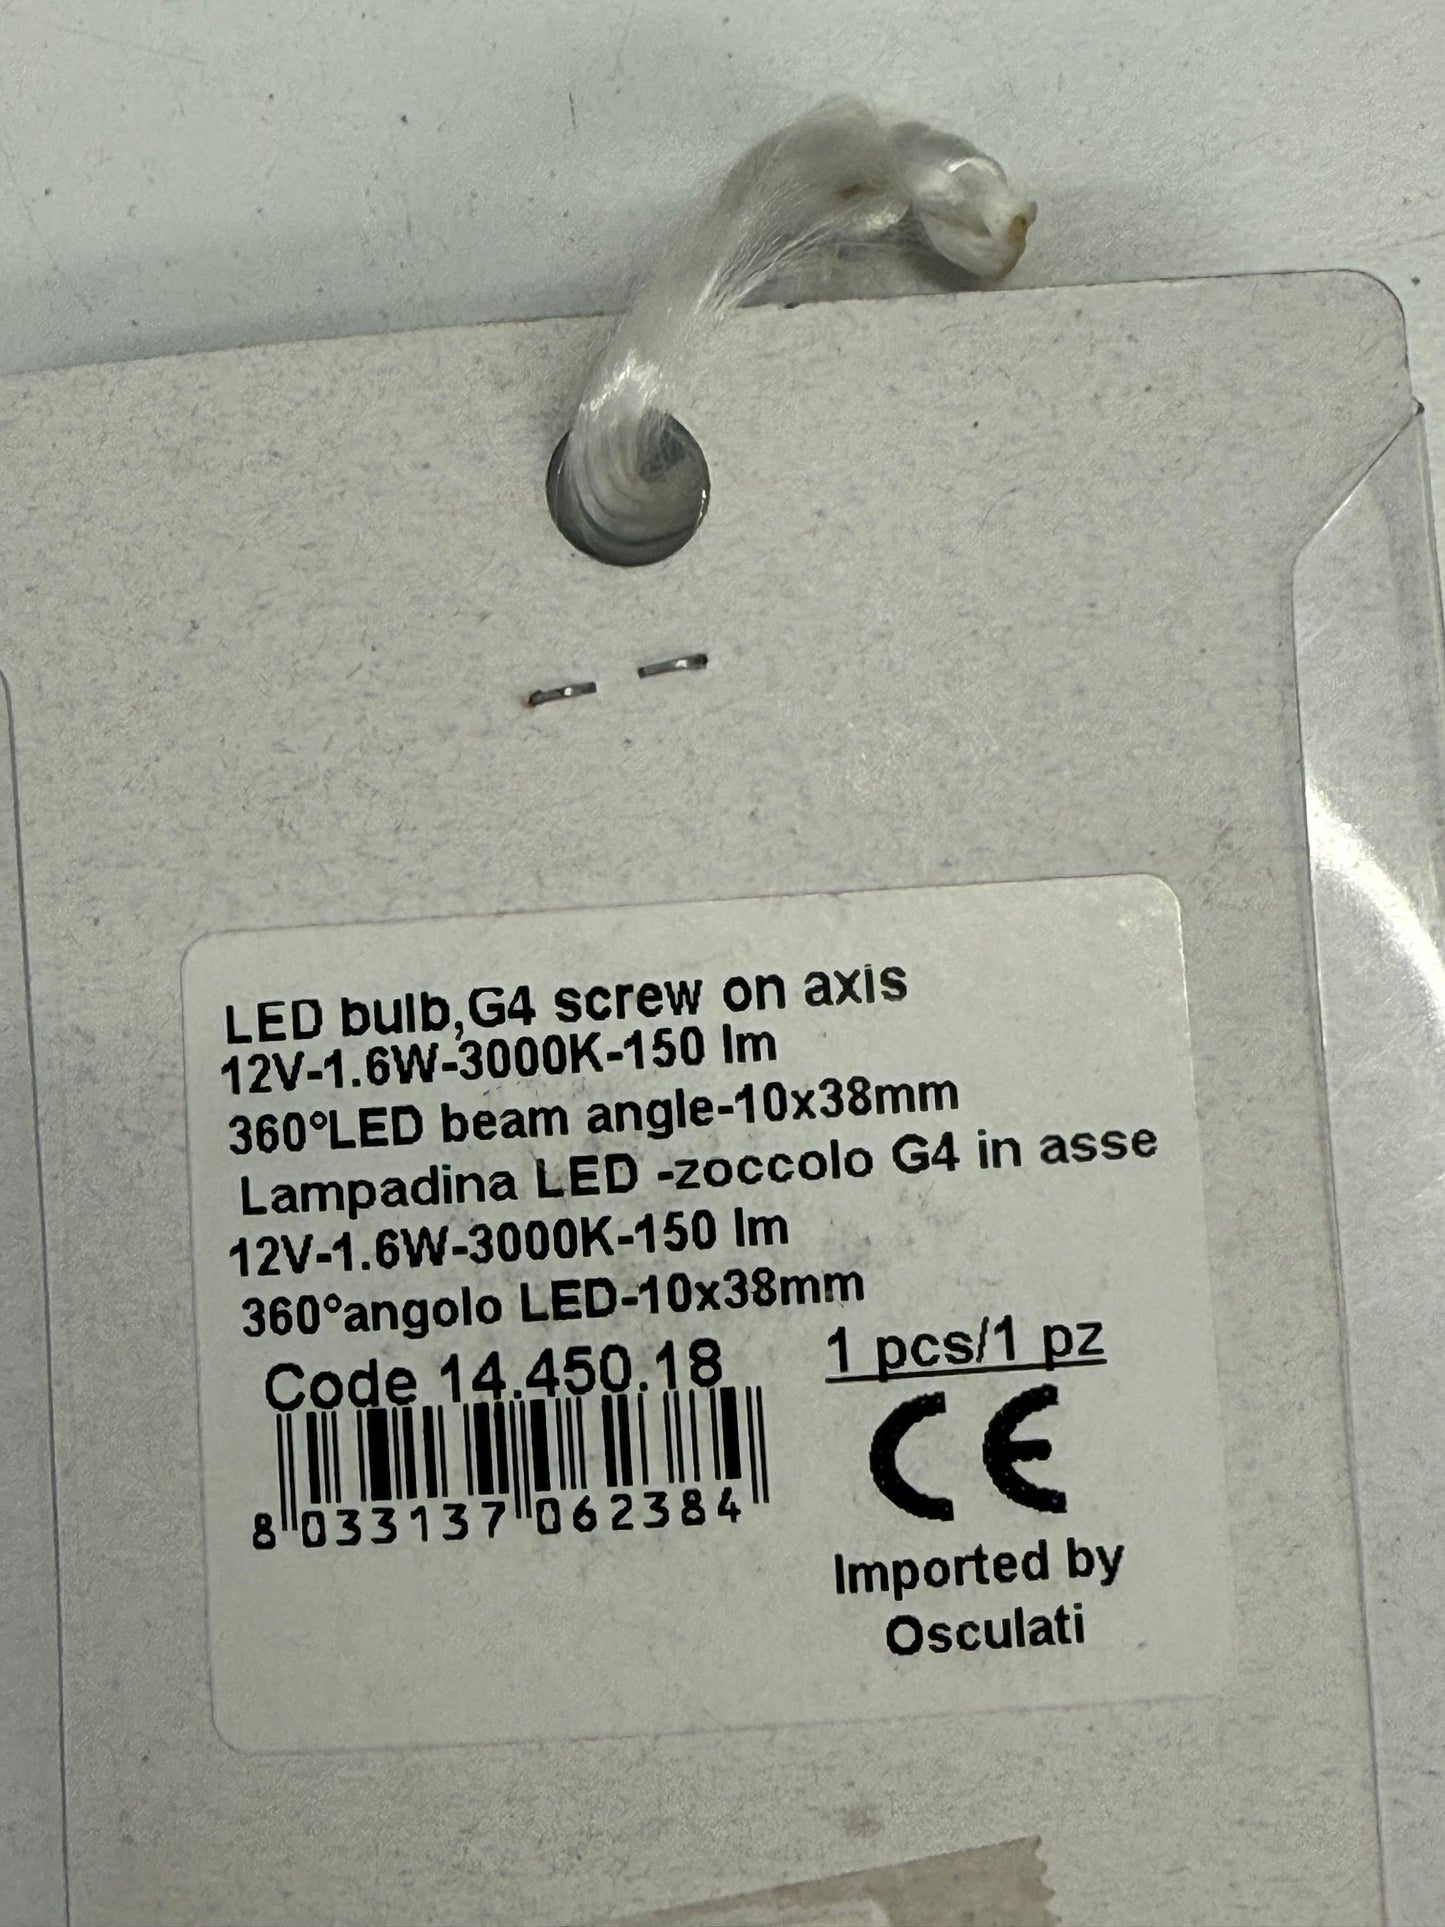 LED bulb,G4 screw on axis
12V-1.6W-3000K-150 lm
360°LED beam angle-10x38mm
Lampadina LED -zoccolo G4 in asse
12V-1.6W-3000K-150 lm
360°angolo LED-10x38mm
Code 14.450.18
1 pcs/1 pz
8 033137 062384
CE
Imported by
Osculati